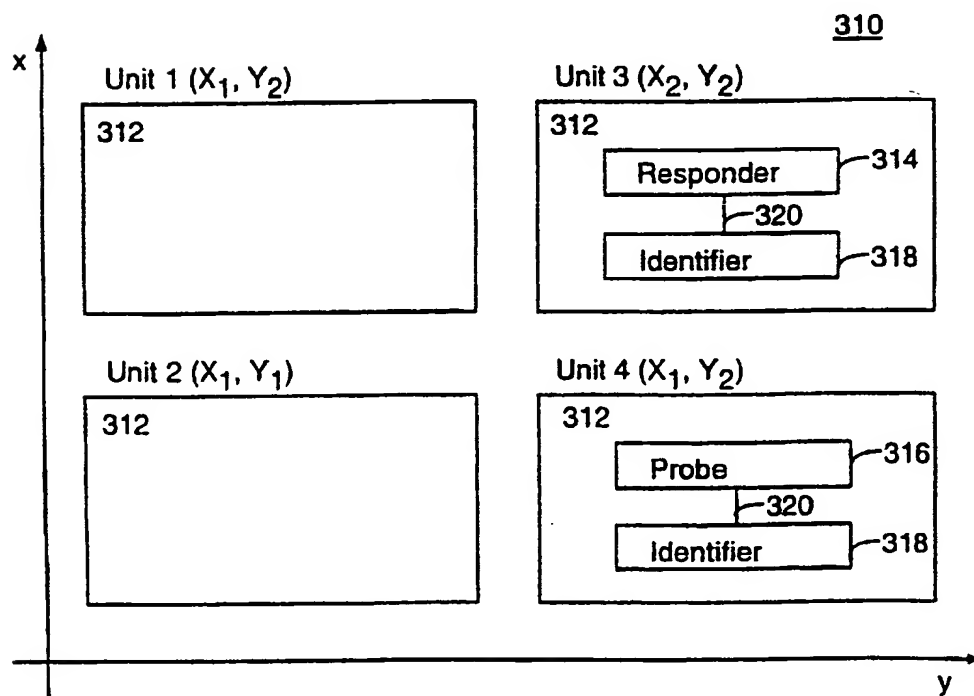 310
x
Unit 1 (X1, Y2)
312
Unit 3 (X2, Y2)
312
Responder
314
320
Identifier
318
Unit 2 (X1, Y1)
312
Unit 4 (X1, Y2)
312
Probe
316
320
Identifier
318
y